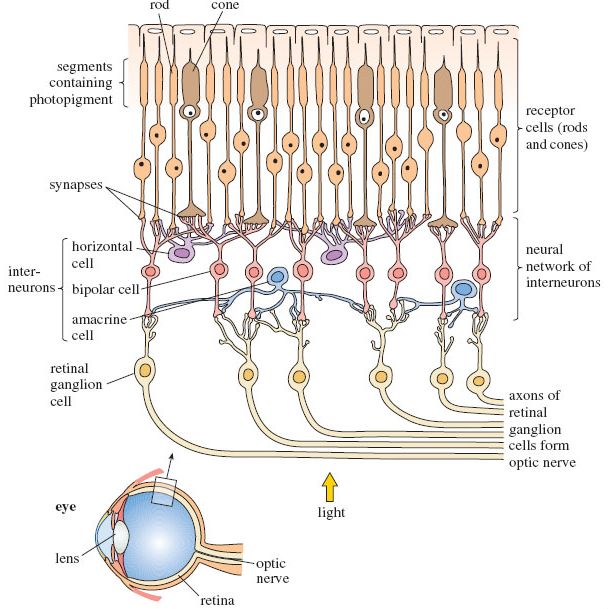 rod
cone
segments
containing
photopigment
receptor
cells (rods
and cones)
synapses
inter-
neurons
horizontal
cell
bipolar cell
amacrine
cell
neural
network of
interneurons
retinal
ganglion
cell
axons of
retinal
ganglion
cells form
optic nerve
light
eye
lens
optic
nerve
retina